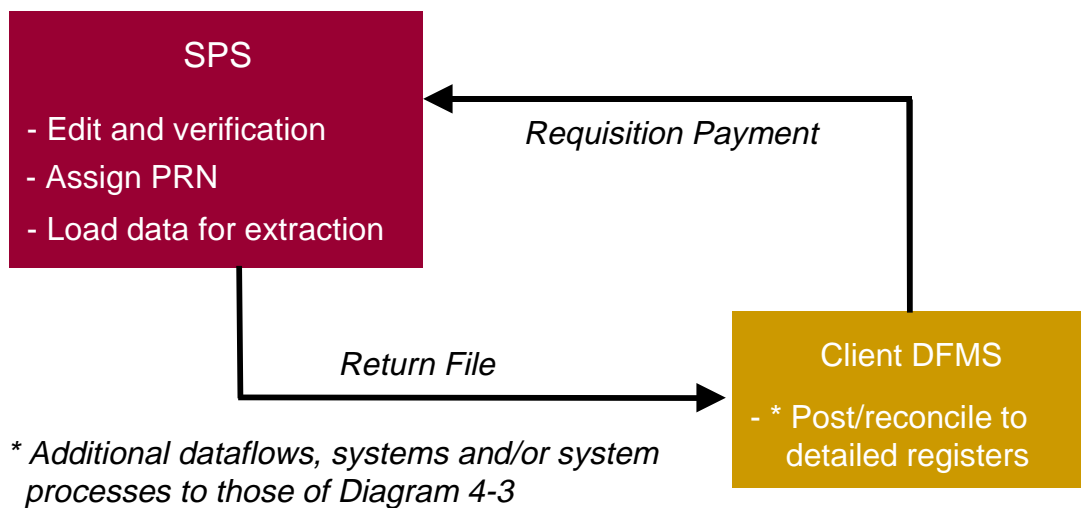 SPS
- Edit and verification
- Assign PRN
- Load data for extraction
Requisition Payment
Return File
Client DFMS
- * Post/reconcile to
detailed registers
* Additional dataflows, systems and/or system
processes to those of Diagram 4-3